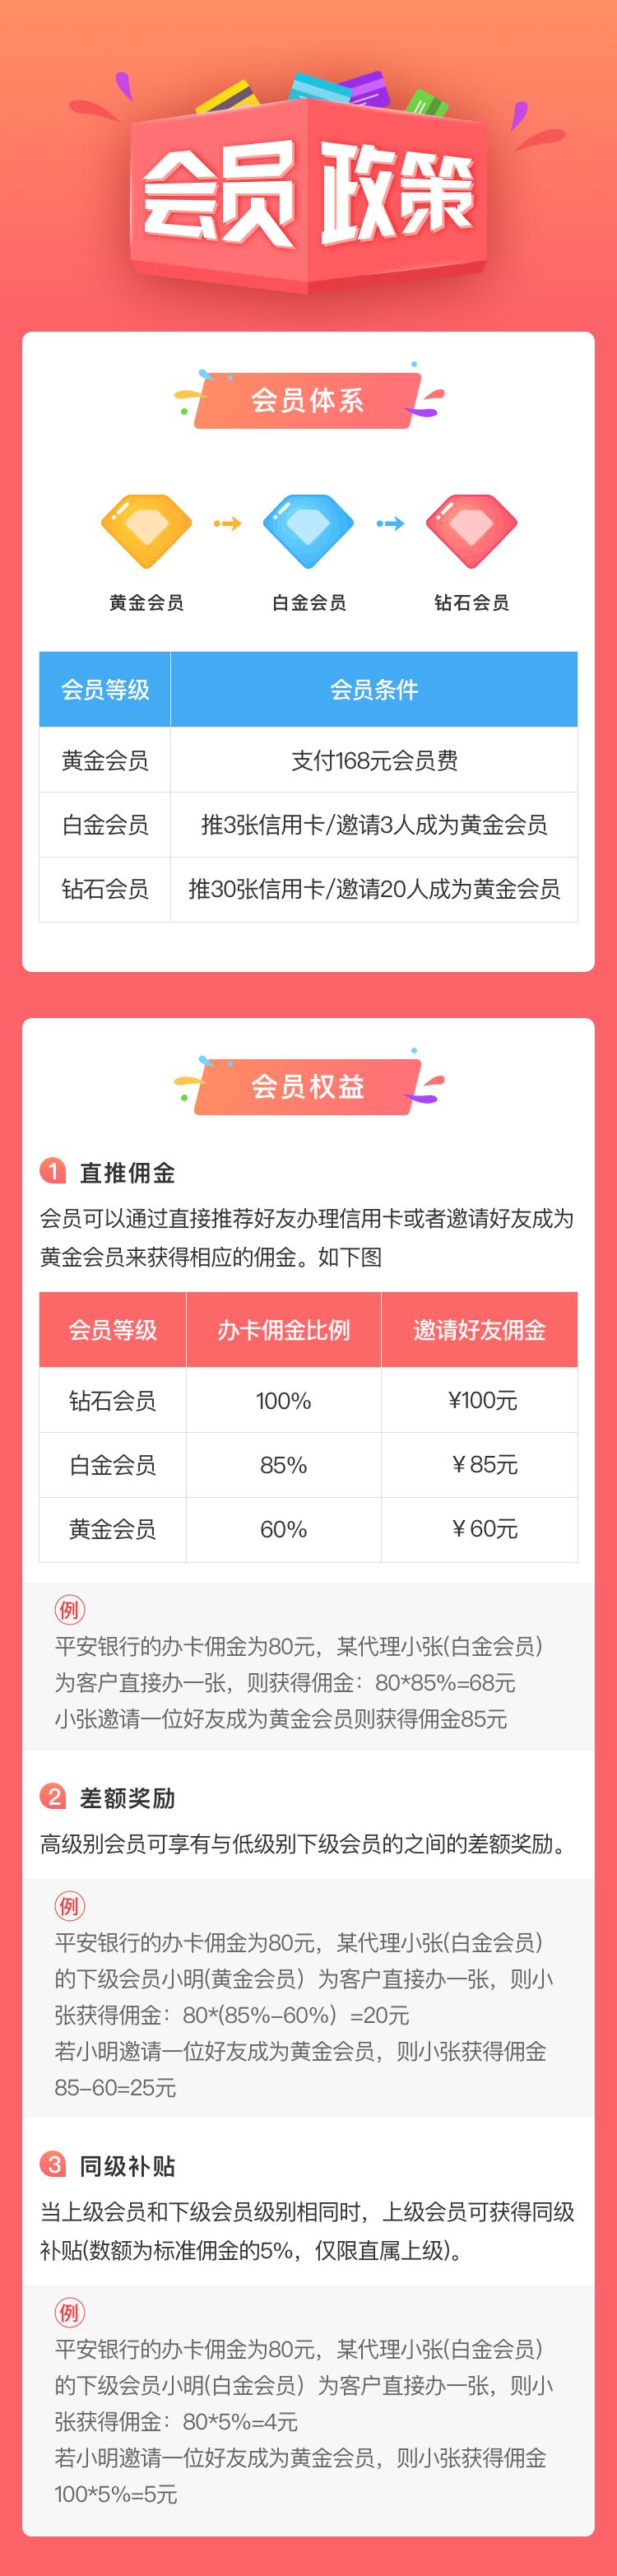 会员政策
会员体系
黄金会员 白金会员 钻石会员
会员等级 会员条件
黄金会员 支付168元会员费
白金会员 推3张信用卡/邀请3人成为黄金会员
钻石会员 推30张信用卡/邀请20人成为黄金会员
会员权益
1 直推佣金
会员可以通过直接推荐好友办理信用卡或者邀请好友成为
黄金会员来获得相应的佣金。如下图
会员等级 办卡佣金比例 邀请好友佣金
钻石会员 100% ¥100元
白金会员 85% ￥85元
黄金会员 60% ￥60元
例
平安银行的办卡佣金为80元，某代理小张(白金会员)
为客户直接办一张，则获得佣金：80*85%=68元
小张邀请一位好友成为黄金会员则获得佣金85元
2 差额奖励
高级别会员可享有与低级别下级会员的之间的差额奖励。
例
平安银行的办卡佣金为80元，某代理小张(白金会员)
的下级会员小明(黄金会员）为客户直接办一张，则小
张获得佣金：80*(85%–60%）=20元
若小明邀请一位好友成为黄金会员，则小张获得佣金
85–60=25元
3 同级补贴
当上级会员和下级会员级别相同时，上级会员可获得同级
补贴(数额为标准佣金的5%，仅限直属上级)。
例
平安银行的办卡佣金为80元，某代理小张(白金会员)
的下级会员小明(白金会员）为客户直接办一张，则小
张获得佣金：80*5%=4元
若小明邀请一位好友成为黄金会员，则小张获得佣金
100*5%=5元